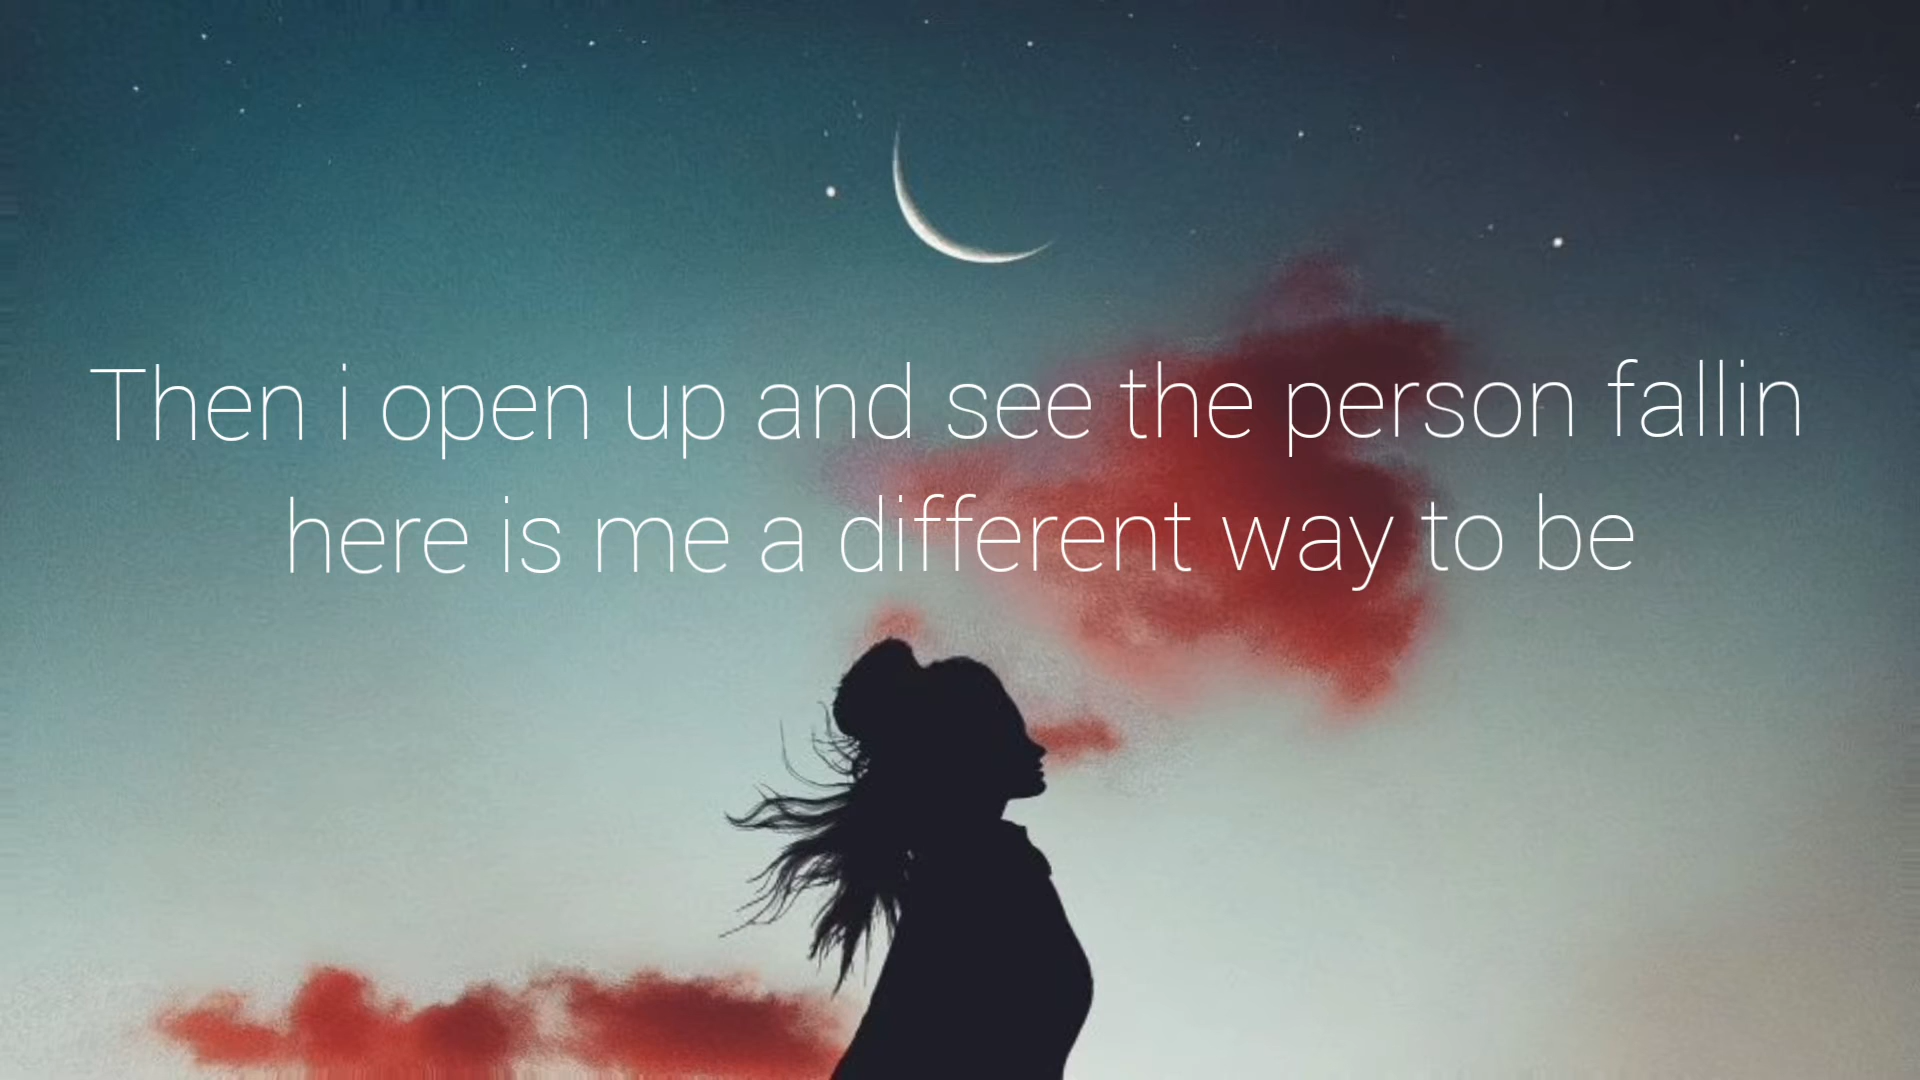 Then i open up and see the person fallin
here is me a different way to be